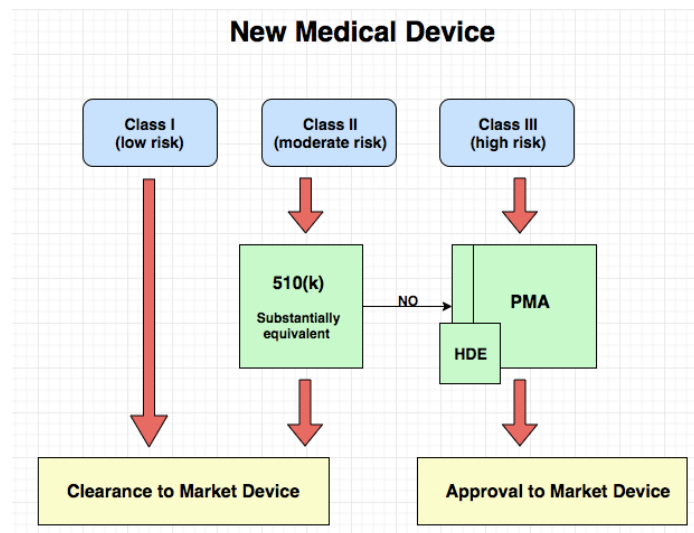 New Medical Device
Class I
(low risk)
Class II
(moderate risk)
Class III
(high risk)
510(k)
Substantially
equivalent
NO
PMA
HDE
Clearance to Market Device
Approval to Market Device